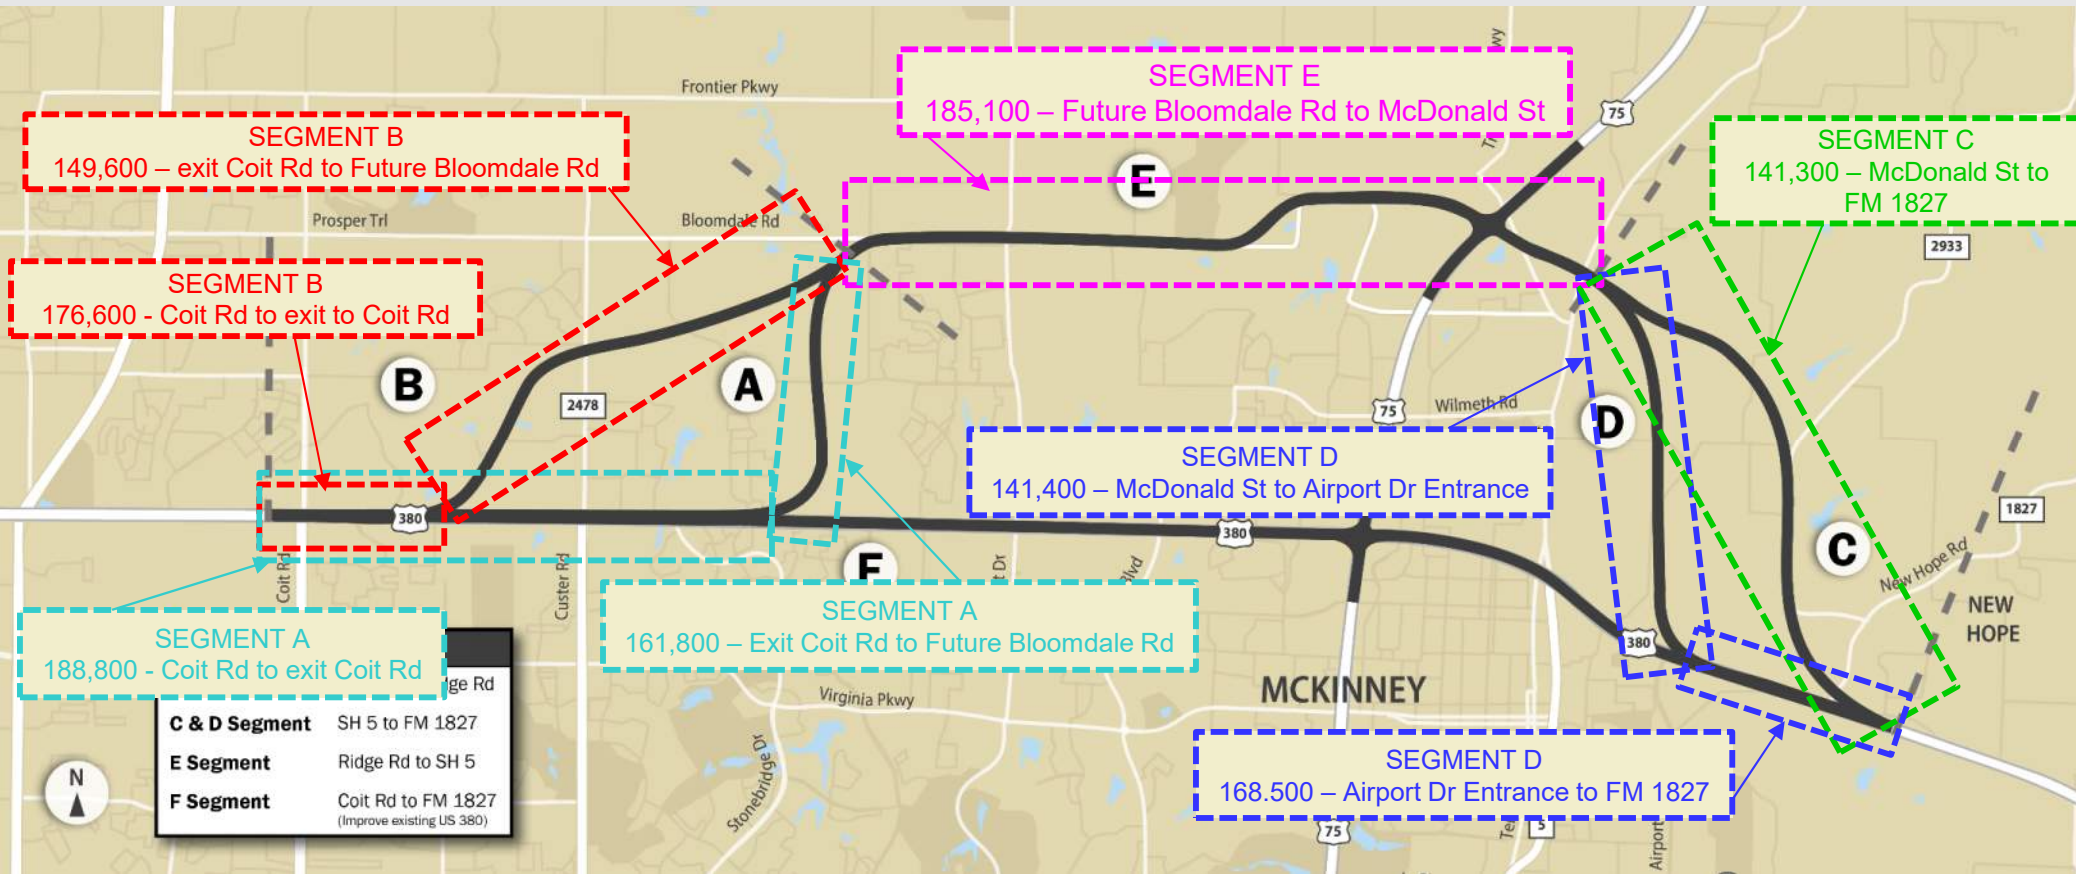 Frontier Pkwy
SEGMENT E
185,100 – Future Bloomdale Rd to McDonald St
wy
Tr
75
SEGMENT B
149,600 – exit Coit Rd to Future Bloomdale Rd
SEGMENT C
141,300 – McDonald St to
FM 1827
E
Prosper Trl
Bloomdale Rd
2933
SEGMENT B
176,600 - Coit Rd to exit to Coit Rd
B
A
2478
75
Wilmeth Rd
D
SEGMENT D
141,400 – McDonald St to Airport Dr Entrance
380
380
1827
C
New Hope Rd
NEW
HOPE
Coit Rd
Custer Rd
F
t Dr
Blvd
SEGMENT A
188,800 - Coit Rd to exit Coit Rd
SEGMENT A
161,800 – Exit Coit Rd to Future Bloomdale Rd
380
MCKINNEY
Virginia Pkwy
Stonebridge Dr
ge Rd
C & D Segment SH 5 to FM 1827
E Segment Ridge Rd to SH 5
F Segment Coit Rd to FM 1827
(Improve existing US 380)
N
SEGMENT D
168.500 – Airport Dr Entrance to FM 1827
75
Te
5
Airport